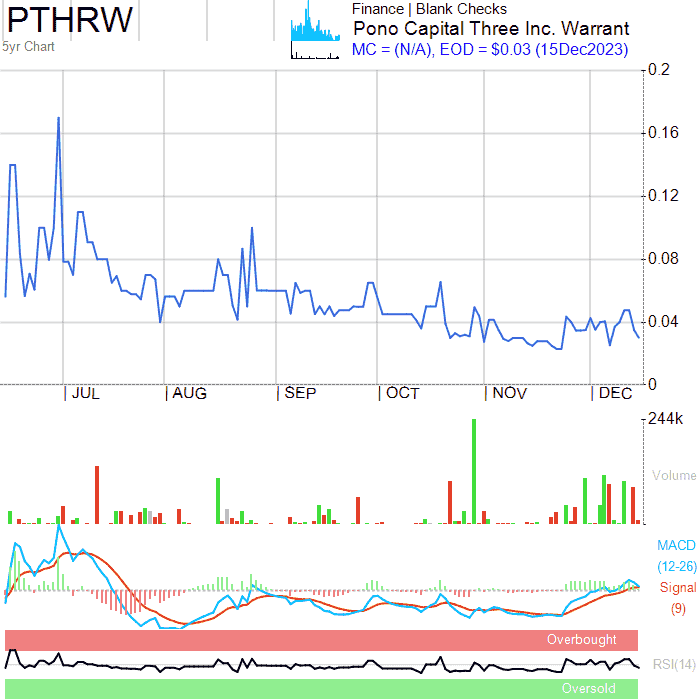 PTHRW
5yr Chart
Finance | Blank Checks
Pono Capital Three Inc. Warrant
MC = (N/A), EOD = $0.03 (15Dec2023)
0.2
0.16
0.12
0.08
0.04
0
| JUL | AUG | SEP | OCT | NOV | DEC
244k
Volume
MACD
(12-26)
Signal
(9)
Overbought
RSI(14)
Oversold